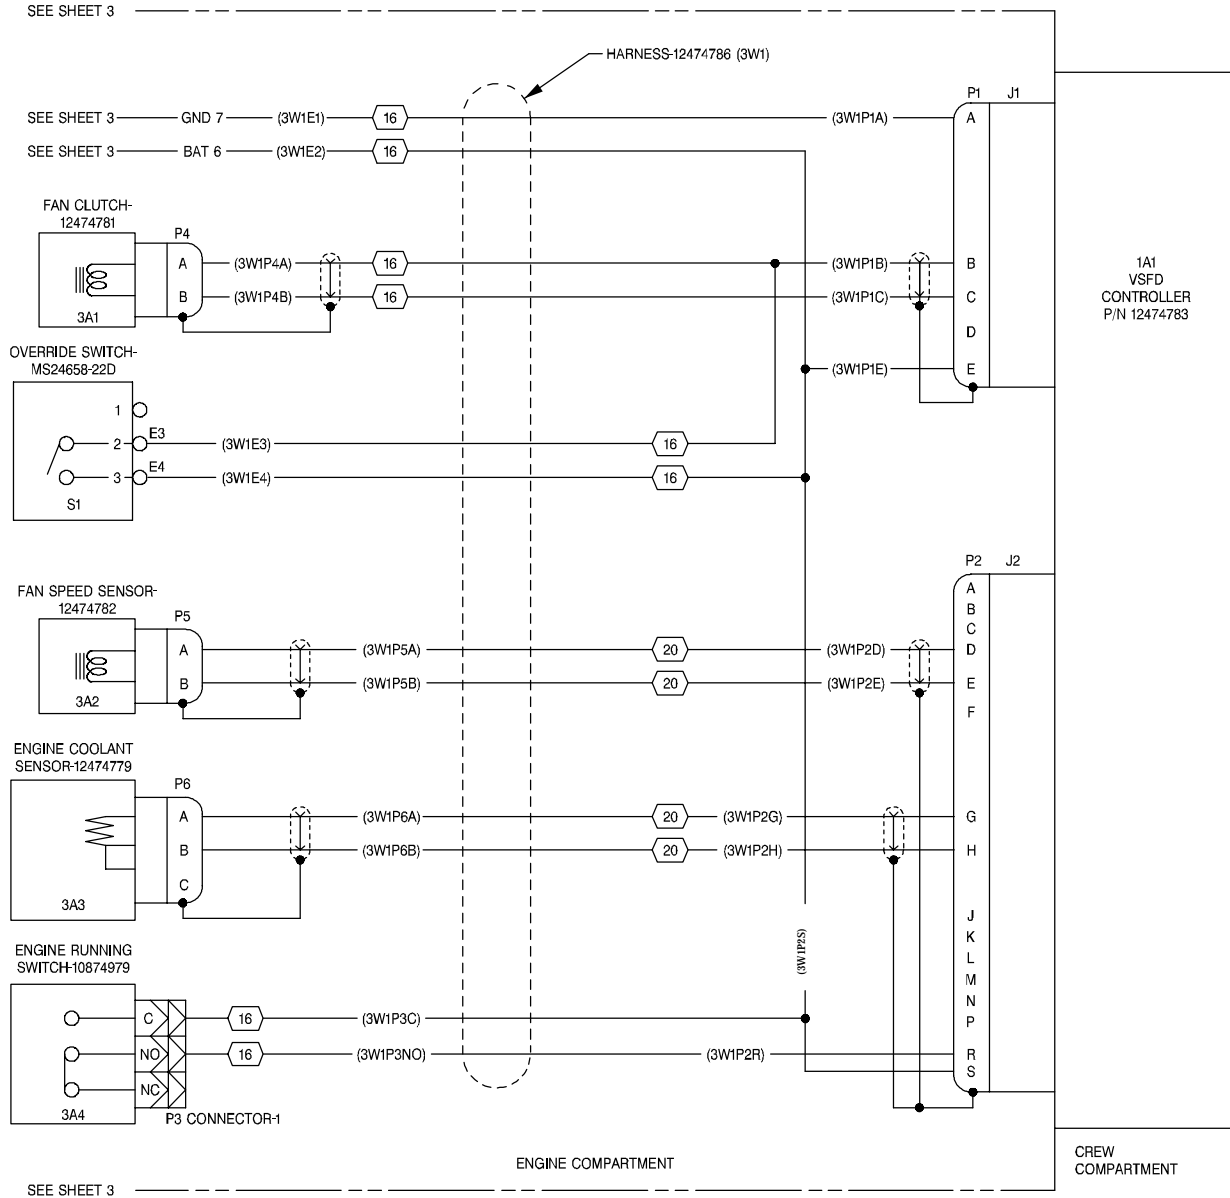 SEE SHEET 3
HARNESS-12474786 (3W1)
P1 J1
SEE SHEET 3 GND 7 (3W1E1) 16 (3W1P1A) A
SEE SHEET 3 BAT 6 (3W1E2) 16
FAN CLUTCH-
12474781
P4
A (3W1P4A) 16 (3W1P1B) B
B (3W1P4B) 16 (3W1P1C) C
3A1
1A1
VSFD
CONTROLLER
P/N 12474783
D
OVERRIDE SWITCH-
MS24658-22D
(3W1P1E) E
1
2 E3 (3W1E3) 16
3 E4 (3W1E4) 16
S1
P2 J2
A
B
C
FAN SPEED SENSOR-
12474782
P5
A (3W1P5A) 20 (3W1P2D) D
B (3W1P5B) 20 (3W1P2E) E
3A2
F
ENGINE COOLANT
SENSOR-12474779
P6
A (3W1P6A) 20 (3W1P2G) G
B (3W1P6B) 20 (3W1P2H) H
C
3A3
J
K
L
M
N
P
(3W1P2S)
ENGINE RUNNING
SWITCH-10874979
C 16 (3W1P3C)
NO 16 (3W1P3NO) (3W1P2R) R
S
NC
3A4
P3 CONNECTOR-1
ENGINE COMPARTMENT
CREW
COMPARTMENT
SEE SHEET 3